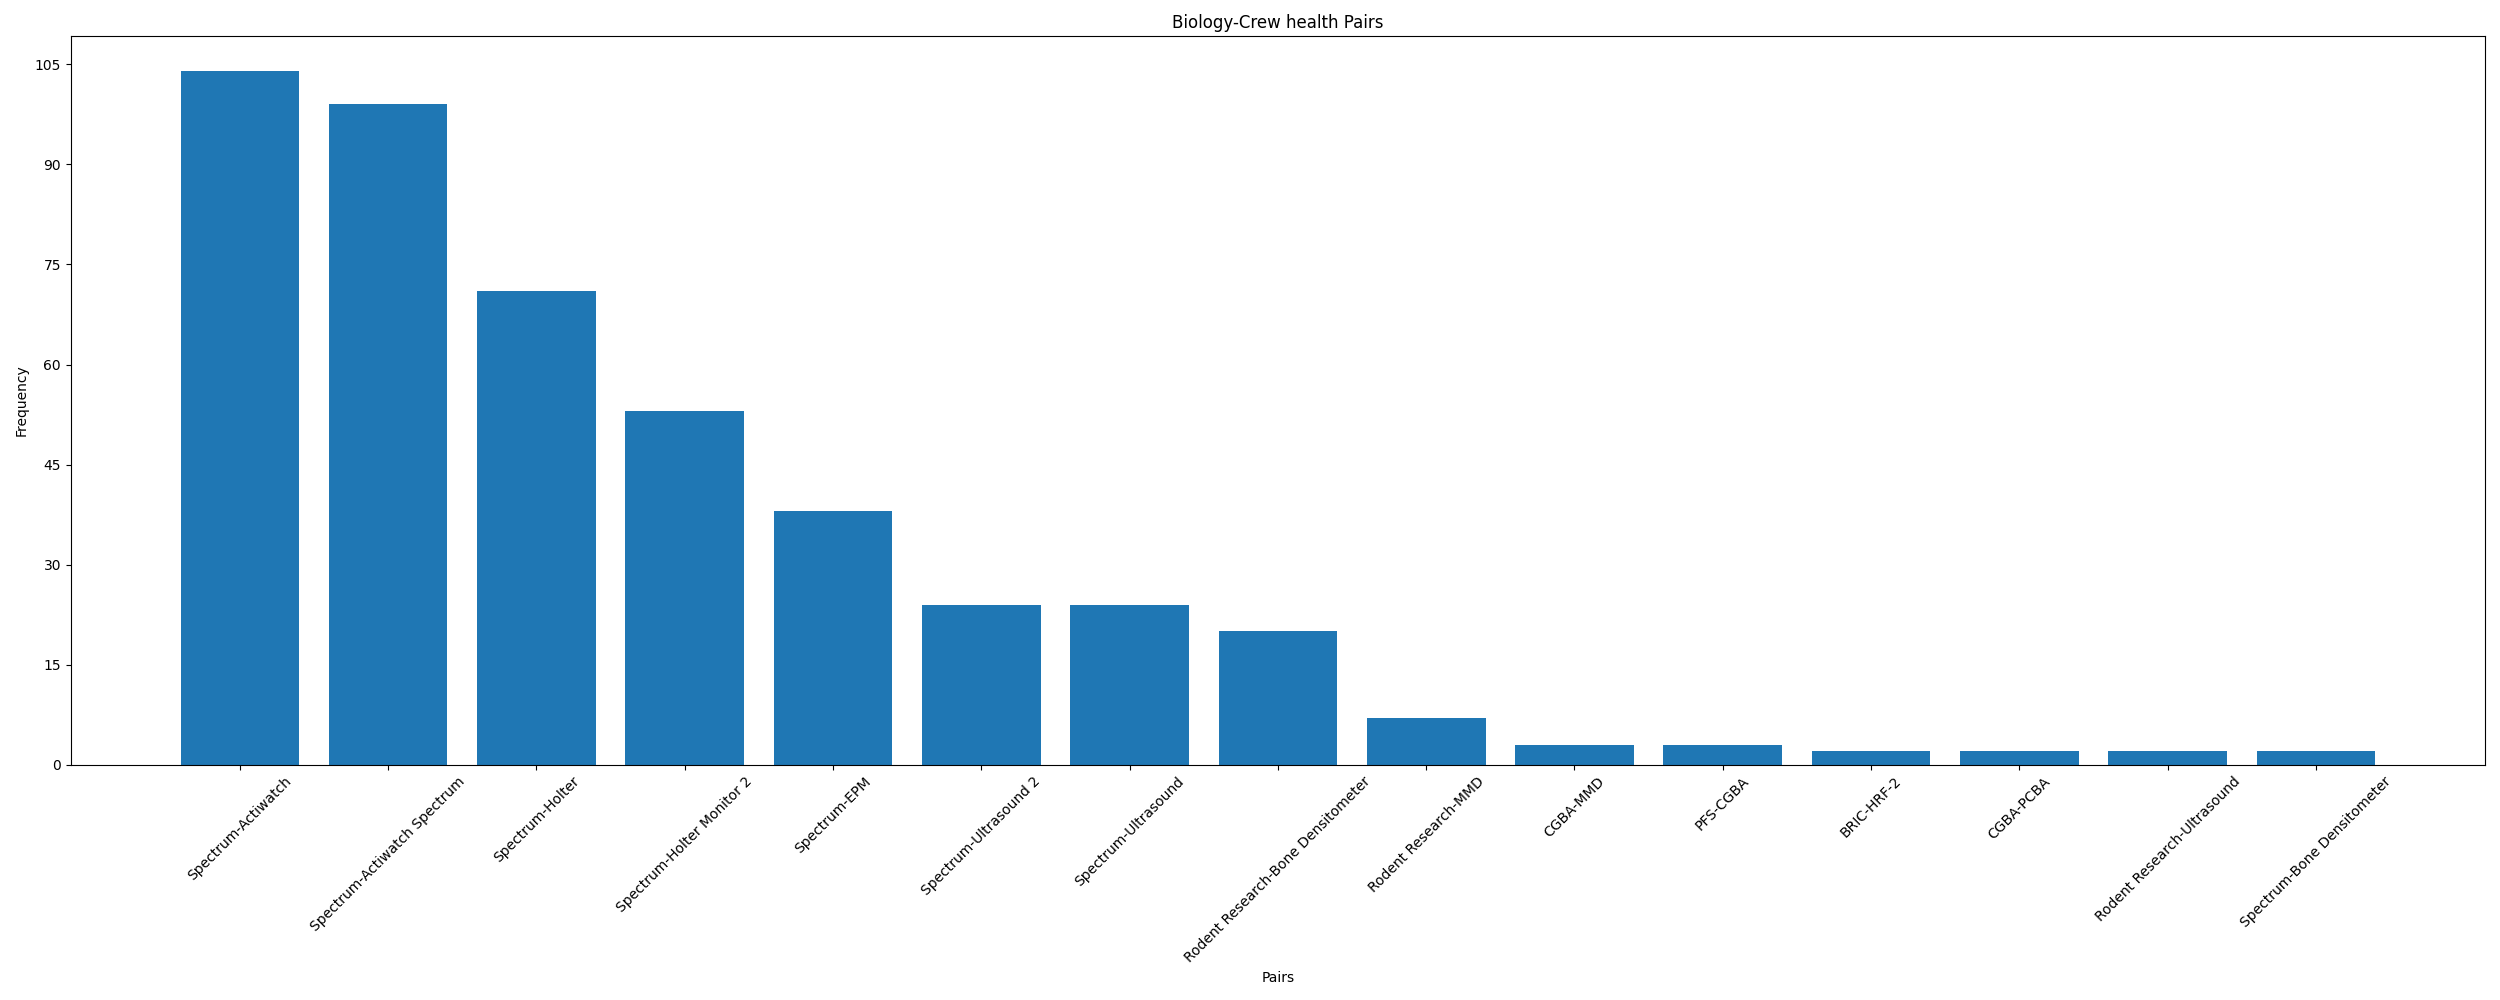 Biology-Crew health Pairs
105
90
75
60
45
30
15
0
Frequency
Spectrum-Actiwatch
Spectrum-Actiwatch Spectrum
Spectrum-Holter
Spectrum-Holter Monitor 2
Spectrum-EPM
Spectrum-Ultrasound 2
Spectrum-Ultrasound
Rodent Research-Bone Densitometer
Rodent Research-MMD
CGBA-MMD
PFS-CGBA
BRIC-HRF-2
CGBA-PCBA
Rodent Research-Ultrasound
Spectrum-Bone Densitometer
Pairs